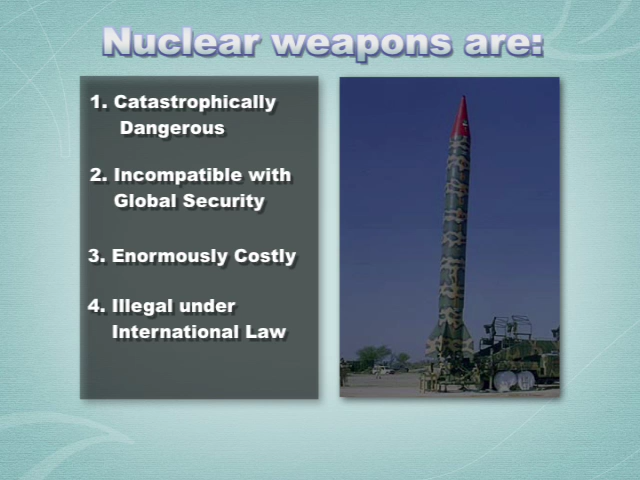 Nuclear weapons are:
1. Catastrophically
Dangerous
2. Incompatible with
Global Security
3. Enormously Costly
4. Illegal under
International Law